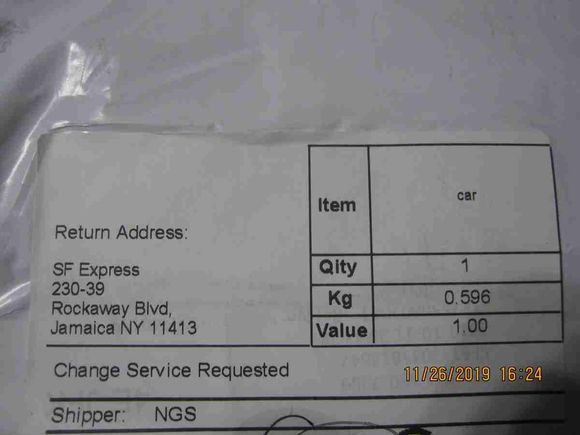 Item car
Return Address:
SF Express
Qity 1
230-39
Kg 0.596
Rockaway Blvd,
Jamaica NY 11413
Value 1.00
Change Service Requested
11/26/2019 16:24
Shipper: NGS